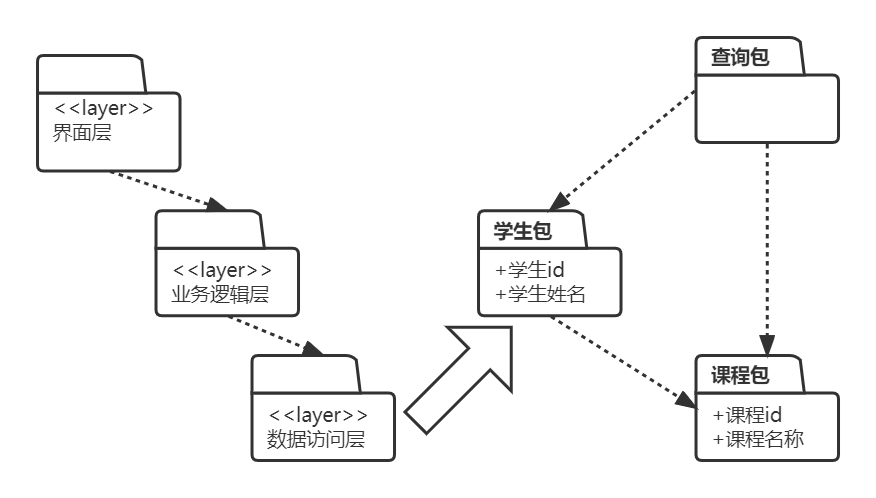 <<layer>>
界面层
<<layer>>
业务逻辑层
<<layer>>
数据访问层
查询包
学生包
+学生id
+学生姓名
课程包
+课程id
+课程名称